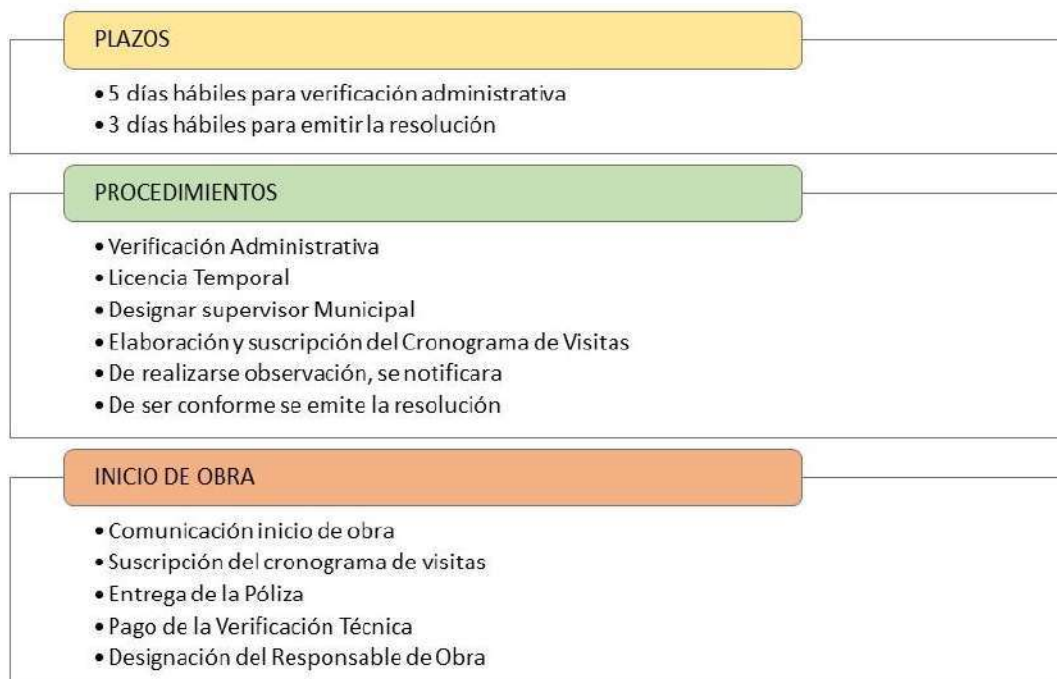 PLAZOS
• 5 días hábiles para verificación administrativa
• 3 días hábiles para emitir la resolución
PROCEDIMIENTOS
• Verificación Administrativa
• Licencia Temporal
• Designar supervisor Municipal
• Elaboración y suscripción del Cronograma de Visitas
• De realizarse observación, se notificara
• De ser conforme se emite la resolución
INICIO DE OBRA
• Comunicación inicio de obra
• Suscripción del cronograma de visitas
• Entrega de la Póliza
• Pago de la Verificación Técnica
• Designación del Responsable de Obra